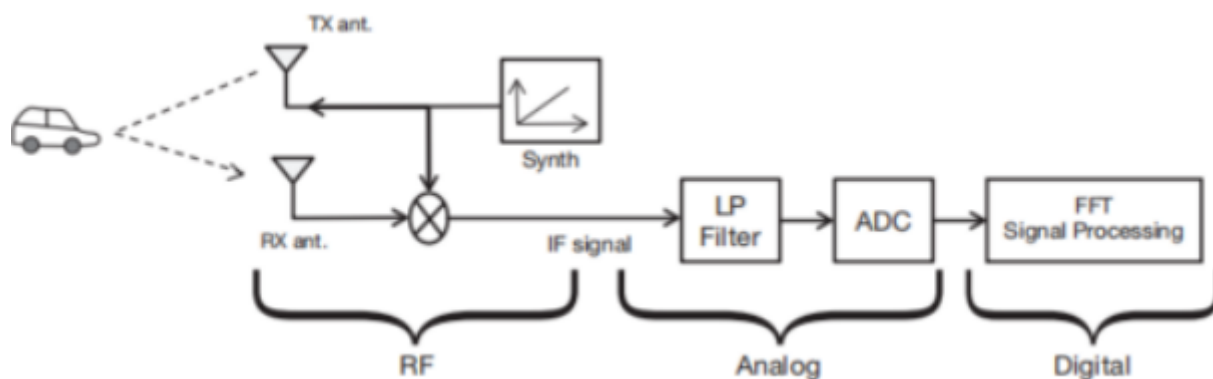 TX ant.
Synth
RX ant.
IF signal
LP
Filter
ADC
FFT
Signal Processing
RF
Analog
Digital